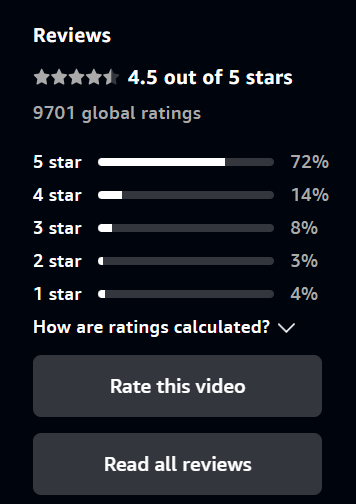 Reviews
4.5 out of 5 stars
9701 global ratings
5 star 72%
4 star 14%
3 star 8%
2 star 3%
1 star 4%
How are ratings calculated?
Rate this video
Read all reviews